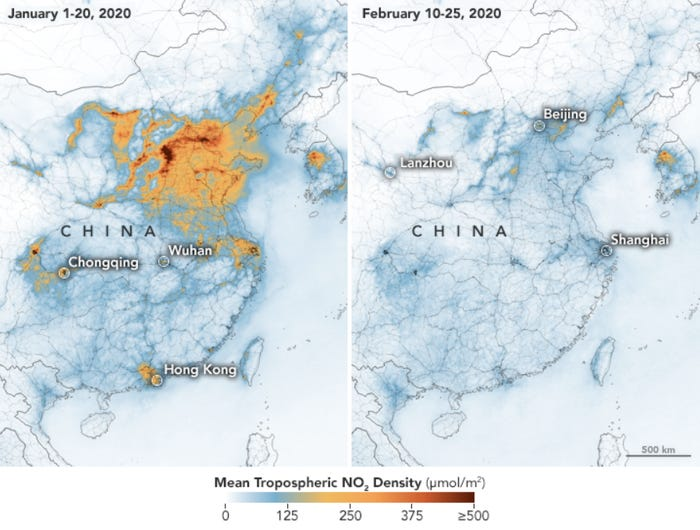 January 1-20, 2020
February 10-25, 2020
Beijing
Lanzhou
CHINA
CHINA
Wuhan
Shanghai
Chongqing
Hong Kong
500 km
Mean Tropospheric NO₂ Density (μmol/m²)
0 125 250 375 ≥500